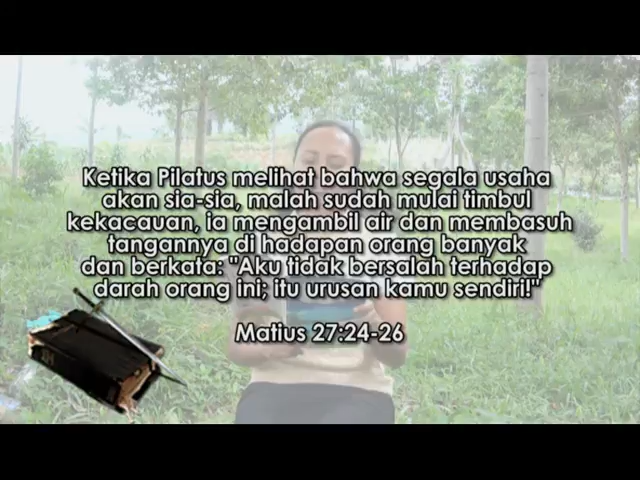 Ketika Pilatus melihat bahwa segala usaha
akan sia-sia, malah sudah mulai timbul
kekacauan, ia mengambil air dan membasuh
tangannya di hadapan orang banyak
dan berkata: "Aku tidak bersalah terhadap
darah orang ini; itu urusan kamu sendiri!"
Matius 27:24-26